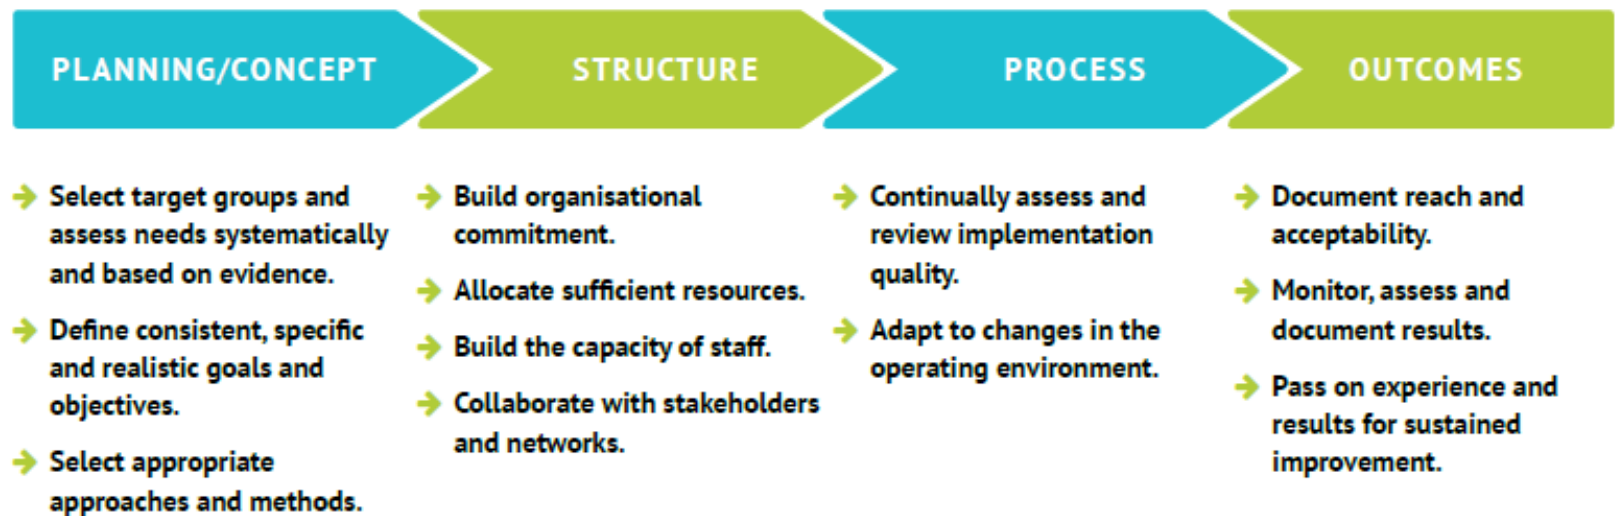 PLANNING/CONCEPT
STRUCTURE
PROCESS
OUTCOMES
Select target groups and
assess needs systematically
and based on evidence.
Define consistent, specific
and realistic goals and
objectives.
Select appropriate
approaches and methods.
Build organisational
commitment.
Allocate sufficient resources.
Build the capacity of staff.
Collaborate with stakeholders
and networks.
Continually assess and
review implementation
quality.
Adapt to changes in the
operating environment.
Document reach and
acceptability.
Monitor, assess and
document results.
Pass on experience and
results for sustained
improvement.